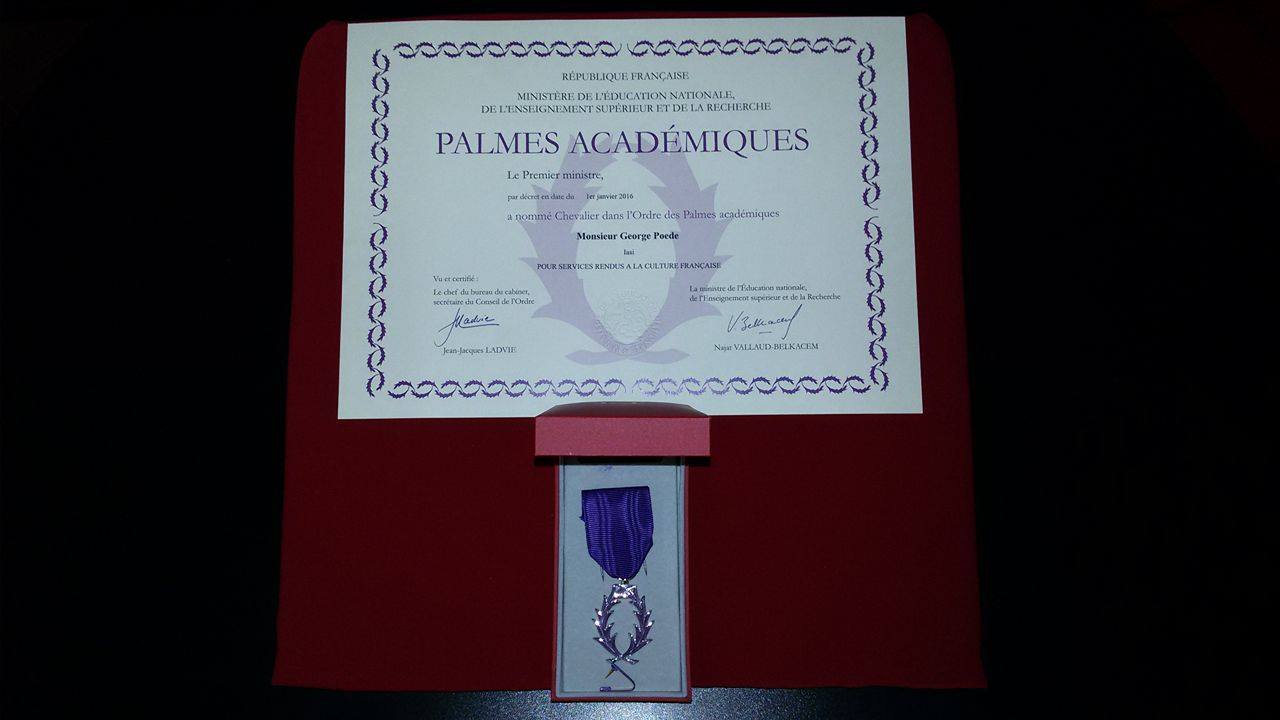 RÉPUBLIQUE FRANÇAISE
MINISTÈRE DE L'ÉDUCATION NATIONALE,
DE L'ENSEIGNEMENT SUPÉRIEUR ET DE LA RECHERCHE
PALMES ACADÉMIQUES
Le Premier ministre,
par décret en date du 1er janvier 2016
a nommé Chevalier dans l'Ordre des Palmes académiques
Monsieur George Poede
Iasi
POUR SERVICES RENDUS A LA CULTURE FRANÇAISE
Vu et certifié :
Le chef du bureau du cabinet,
secrétaire du Conseil de l'Ordre
JLadvie
Jean-Jacques LADVIE
La ministre de l'Éducation nationale,
de l'Enseignement supérieur et de la Recherche
VBelkacem
Najat VALLAUD-BELKACEM